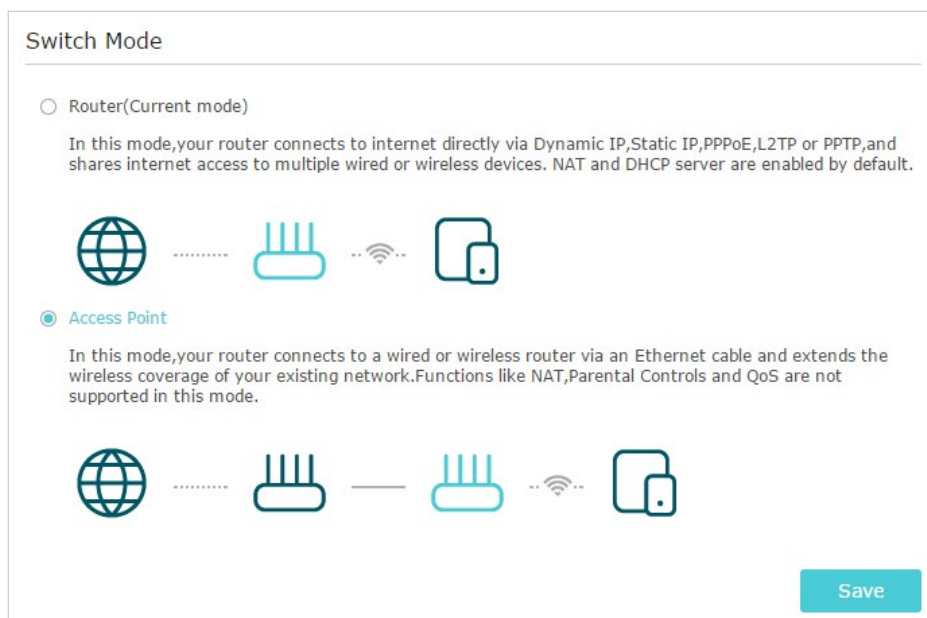 Switch Mode
Router(Current mode)
In this mode,your router connects to internet directly via Dynamic IP,Static IP,PPPoE,L2TP or PPTP,and
shares internet access to multiple wired or wireless devices. NAT and DHCP server are enabled by default.
Access Point
In this mode,your router connects to a wired or wireless router via an Ethernet cable and extends the
wireless coverage of your existing network.Functions like NAT,Parental Controls and QoS are not
supported in this mode.
Save